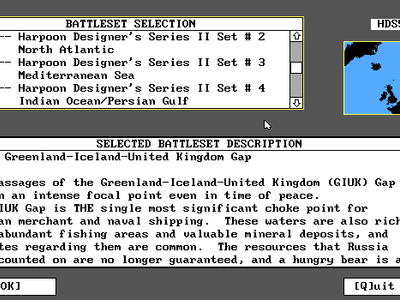 BATTLESET SELECTION
HDS
-- Harpoon Designer's Series II Set # 2
North Atlantic
-- Harpoon Designer's Series II Set # 3
Mediterranean Sea
-- Harpoon Designer's Series II Set # 4
Indian Ocean/Persian Gulf
SELECTED BATTLESET DESCRIPTION
Greenland-Iceland-United Kingdom Gap
assages of the Greenland-Iceland-United Kingdom (GIUK) Gap
n an intense focal point even in time of peace.
IUK Gap is THE single most significant choke point for
an merchant and naval shipping. These waters are also rich
abundant fishing areas and valuable mineral deposits, and
tes regarding them are common. The resources that Russia
counted on are no longer guaranteed, and a hungry bear is a
OK]
[Q]uit